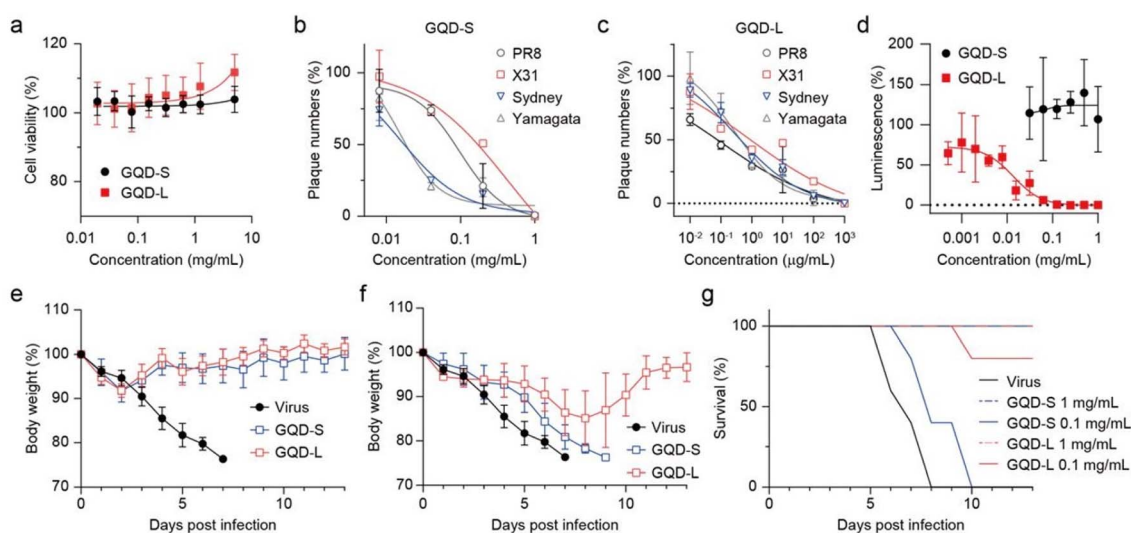 a
Cell viability (%)
120
100
80
GQD-S
GQD-L
0.01
0.1
1
10
Concentration (mg/mL)
b
GQD-S
Plaque numbers (%)
100
50
0
PR8
X31
Sydney
Yamagata
0.01
0.1
1
Concentration (mg/mL)
c
GQD-L
Plaque numbers (%)
100
50
0
PR8
X31
Sydney
Yamagata
10⁻²
10⁻¹
10⁰
10¹
10²
10³
Concentration (μg/mL)
d
Luminescence (%)
200
150
100
50
0
GQD-S
GQD-L
0.001
0.01
0.1
1
Concentration (mg/mL)
e
Body weight (%)
110
100
90
80
70
Virus
GQD-S
GQD-L
0
5
10
Days post infection
f
Body weight (%)
110
100
90
80
70
Virus
GQD-S
GQD-L
0
5
10
Days post infection
g
Survival (%)
100
50
0
Virus
GQD-S 1 mg/mL
GQD-S 0.1 mg/mL
GQD-L 1 mg/mL
GQD-L 0.1 mg/mL
0
5
10
Days post infection